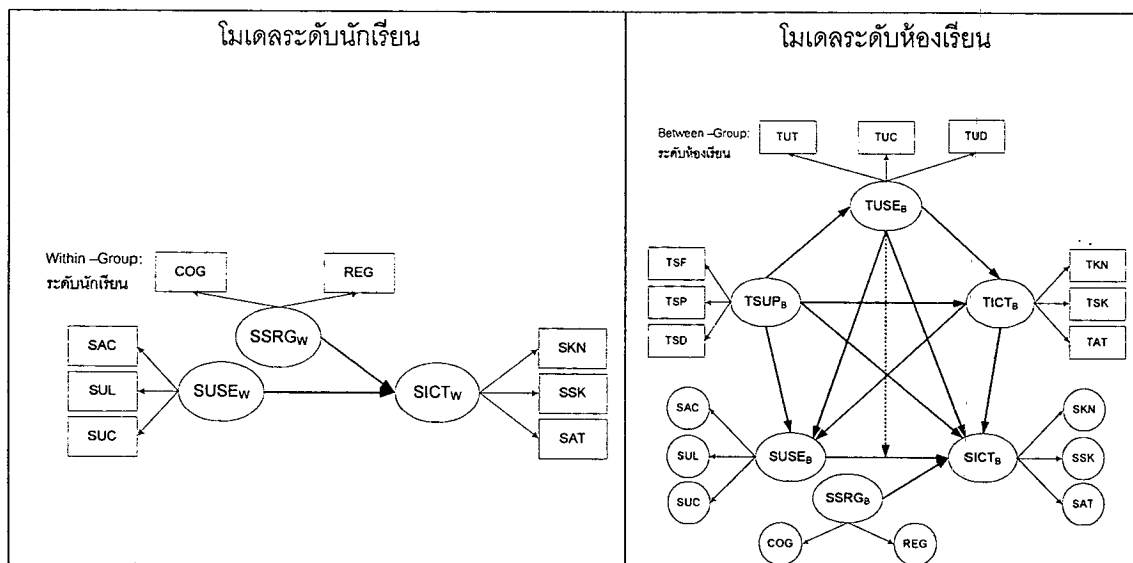 โมเดลระดับนักเรียน
Within –Group:
ระดับนักเรียน
COG
REG
SSRGW
SAC
SUL
SUC
SUSEW
SICTW
SKN
SSK
SAT
โมเดลระดับห้องเรียน
Between –Group:
ระดับห้องเรียน
TUT
TUC
TUD
TUSEB
TSF
TSP
TSD
TSUPB
TICTB
TKN
TSK
TAT
SAC
SUL
SUC
SUSEB
SICTB
SKN
SSK
SAT
SSRGB
COG
REG